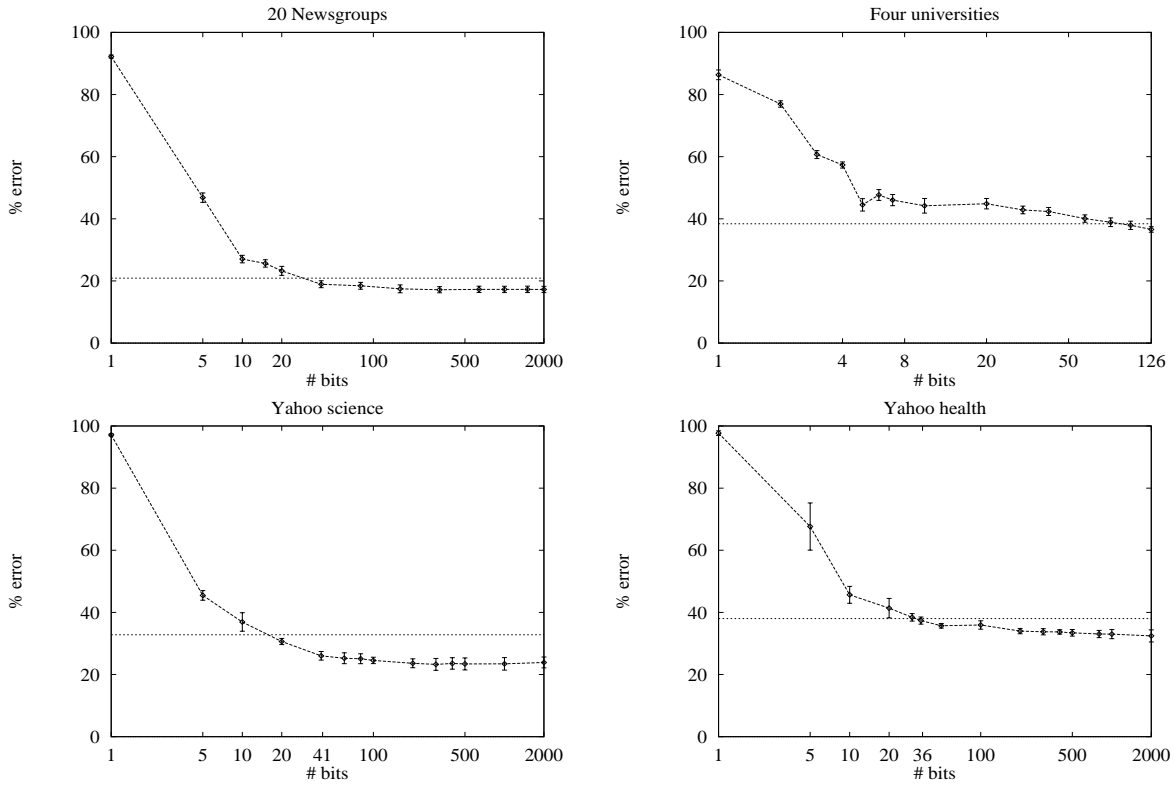 20 Newsgroups
% error
100
80
60
40
20
0
1 5 10 20 100 500 2000
# bits
Four universities
% error
100
80
60
40
20
0
1 4 8 20 50 126
# bits
Yahoo science
% error
100
80
60
40
20
0
1 5 10 20 41 100 500 2000
# bits
Yahoo health
% error
100
80
60
40
20
0
1 5 10 20 36 100 500 2000
# bits